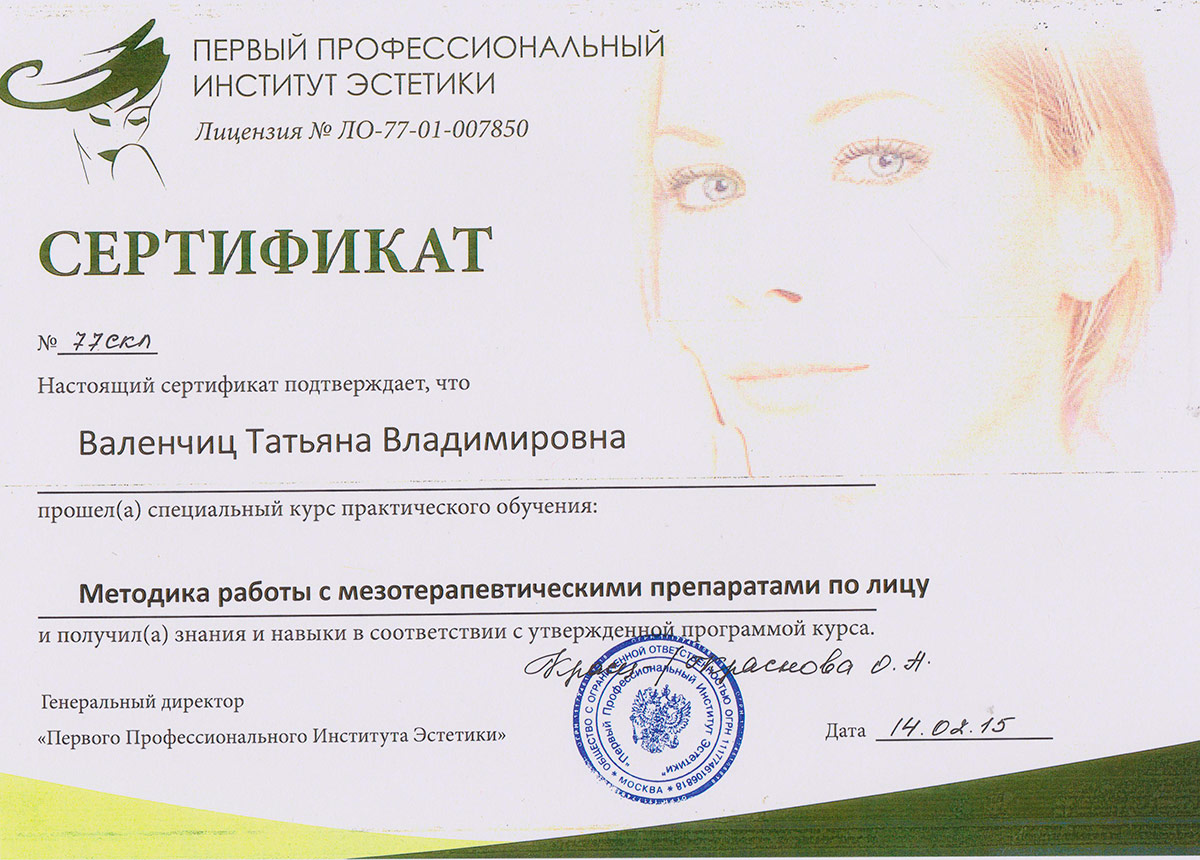 ПЕРВЫЙ ПРОФЕССИОНАЛЬНЫЙ
ИНСТИТУТ ЭСТЕТИКИ
Лицензия № ЛО-77-01-007850
СЕРТИФИКАТ
№ 77скл
Настоящий сертификат подтверждает, что
Валенчиц Татьяна Владимировна
прошел(а) специальный курс практического обучения:
Методика работы с мезотерапевтическими препаратами по лицу
и получил(а) знания и навыки в соответствии с утвержденной программой курса.
/Краснова О. А.
Генеральный директор
«Первого Профессионального Института Эстетики»
Дата 14.02.15
ОБЩЕСТВО С ОГРАНИЧЕННОЙ ОТВЕТСТВЕННОСТЬЮ ОГРН 1117746106818
* МОСКВА *
"Первый Профессиональный Институт Эстетики"